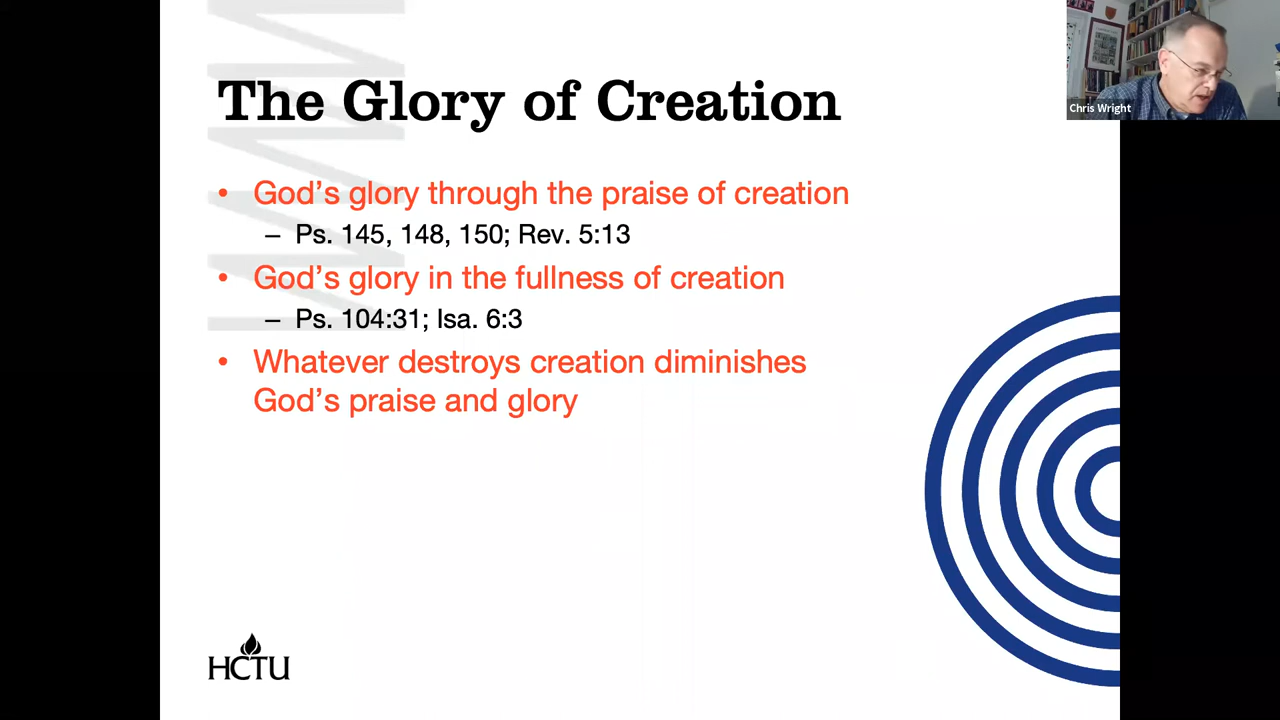 The Glory of Creation
• God's glory through the praise of creation
– Ps. 145, 148, 150; Rev. 5:13
• God's glory in the fullness of creation
– Ps. 104:31; Isa. 6:3
• Whatever destroys creation diminishes
God's praise and glory
HCTU
Chris Wright